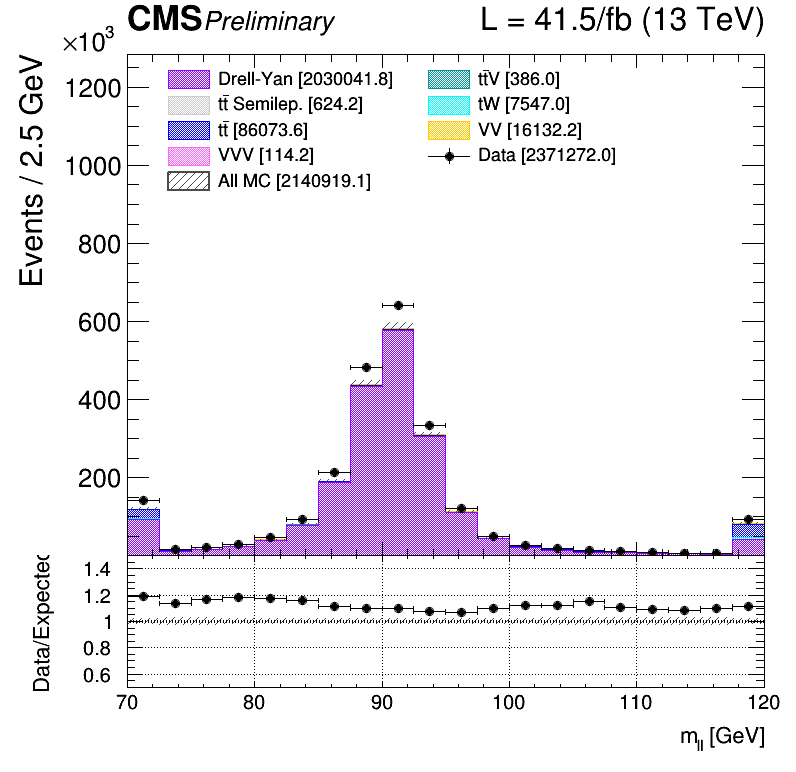 CMS Preliminary L = 41.5/fb (13 TeV)
×10³
Events / 2.5 GeV
Drell-Yan [2030041.8]
tt̄ Semilep. [624.2]
tt̄ [86073.6]
VVV [114.2]
All MC [2140919.1]
tt̄V [386.0]
tW [7547.0]
VV [16132.2]
Data [2371272.0]
1200
1000
800
600
400
200
Data/Expected
1.4
1.2
1
0.8
0.6
70 80 90 100 110 120
m_ll [GeV]